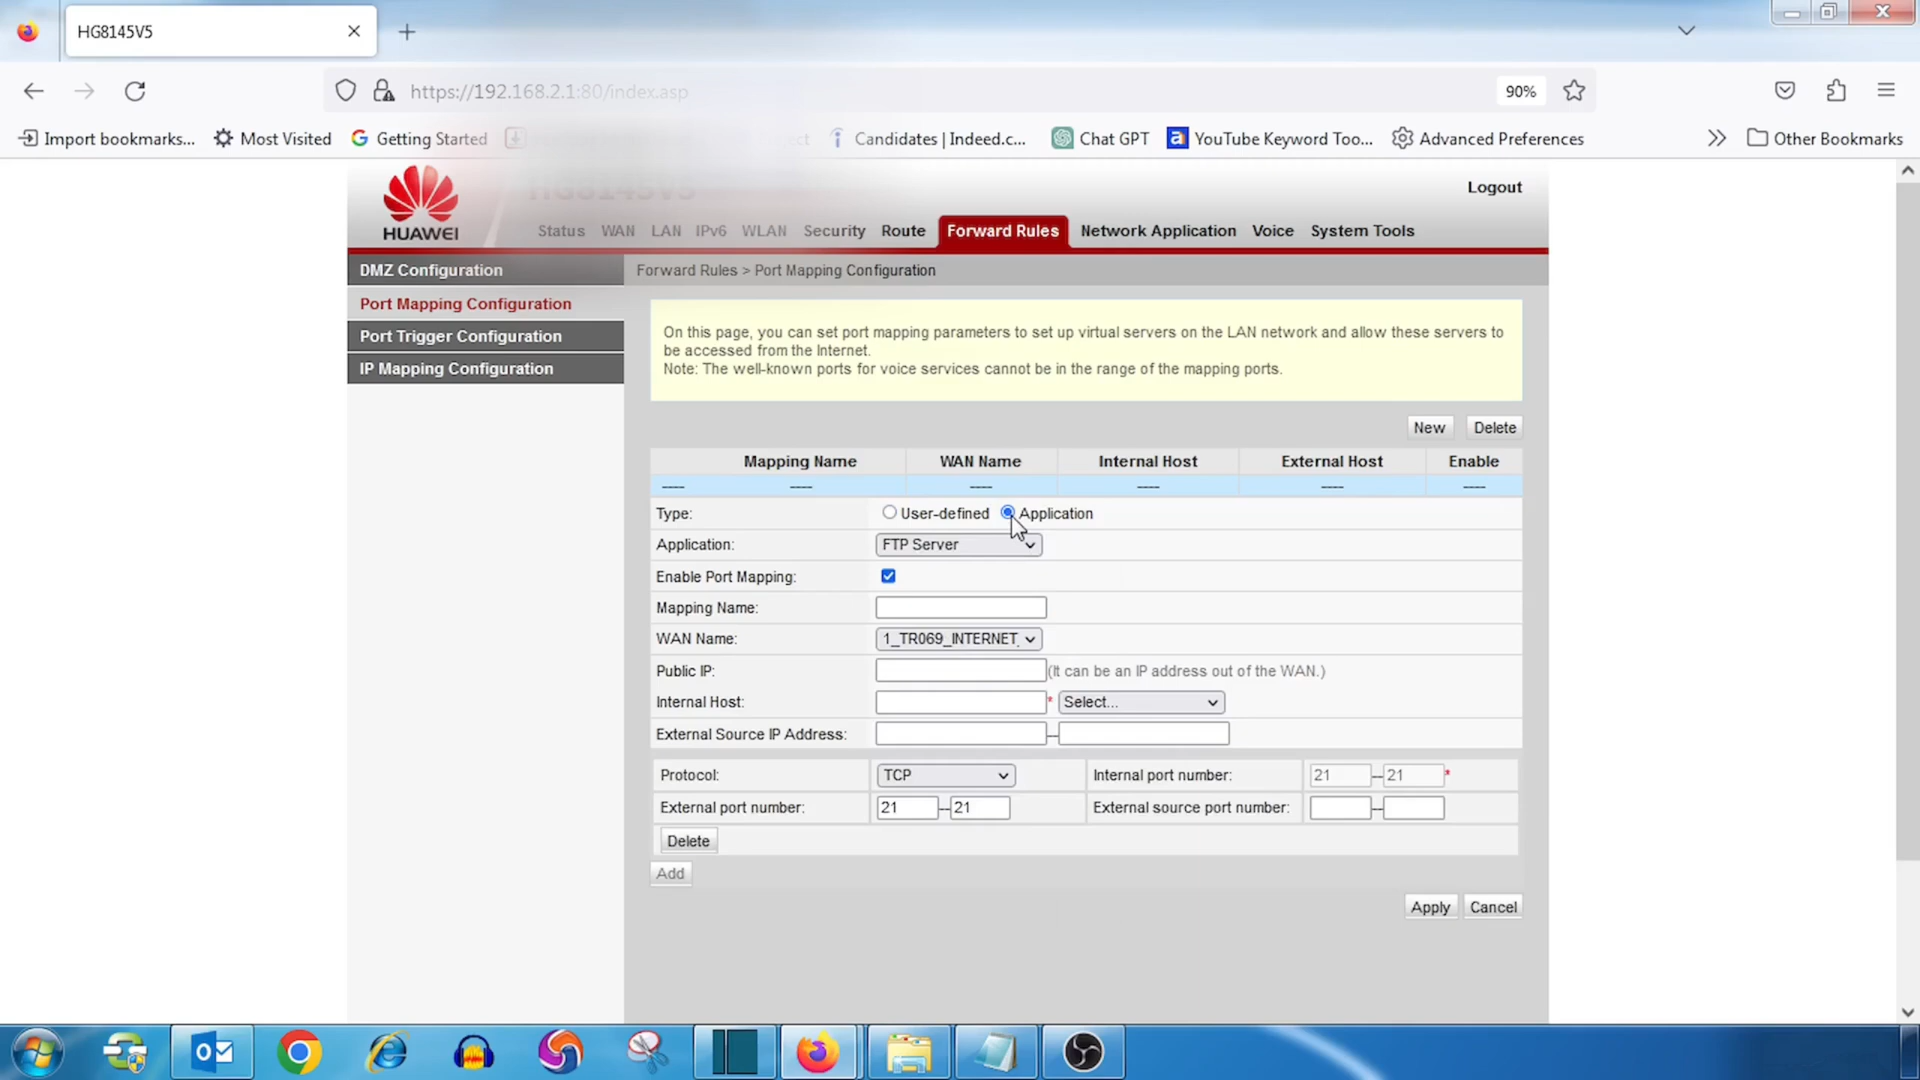 HG8145V5
https://192.168.2.1:80/index.asp
90%
Import bookmarks... Most Visited Getting Started Candidates | Indeed.c... Chat GPT YouTube Keyword Too... Advanced Preferences Other Bookmarks
HG8145V5
Logout
HUAWEI
Status WAN LAN IPv6 WLAN Security Route Forward Rules Network Application Voice System Tools
DMZ Configuration
Port Mapping Configuration
Port Trigger Configuration
IP Mapping Configuration
Forward Rules > Port Mapping Configuration
On this page, you can set port mapping parameters to set up virtual servers on the LAN network and allow these servers to
be accessed from the Internet.
Note: The well-known ports for voice services cannot be in the range of the mapping ports.
New Delete
Mapping Name WAN Name Internal Host External Host Enable
---- ---- ---- ---- ---- ----
Type: User-defined Application
Application: FTP Server
Enable Port Mapping:
Mapping Name:
WAN Name: 1_TR069_INTERNET_
Public IP: (It can be an IP address out of the WAN.)
Internal Host: * Select...
External Source IP Address: --
Protocol: TCP Internal port number: 21 -- 21 *
External port number: 21 -- 21 External source port number: --
Delete
Add
Apply Cancel